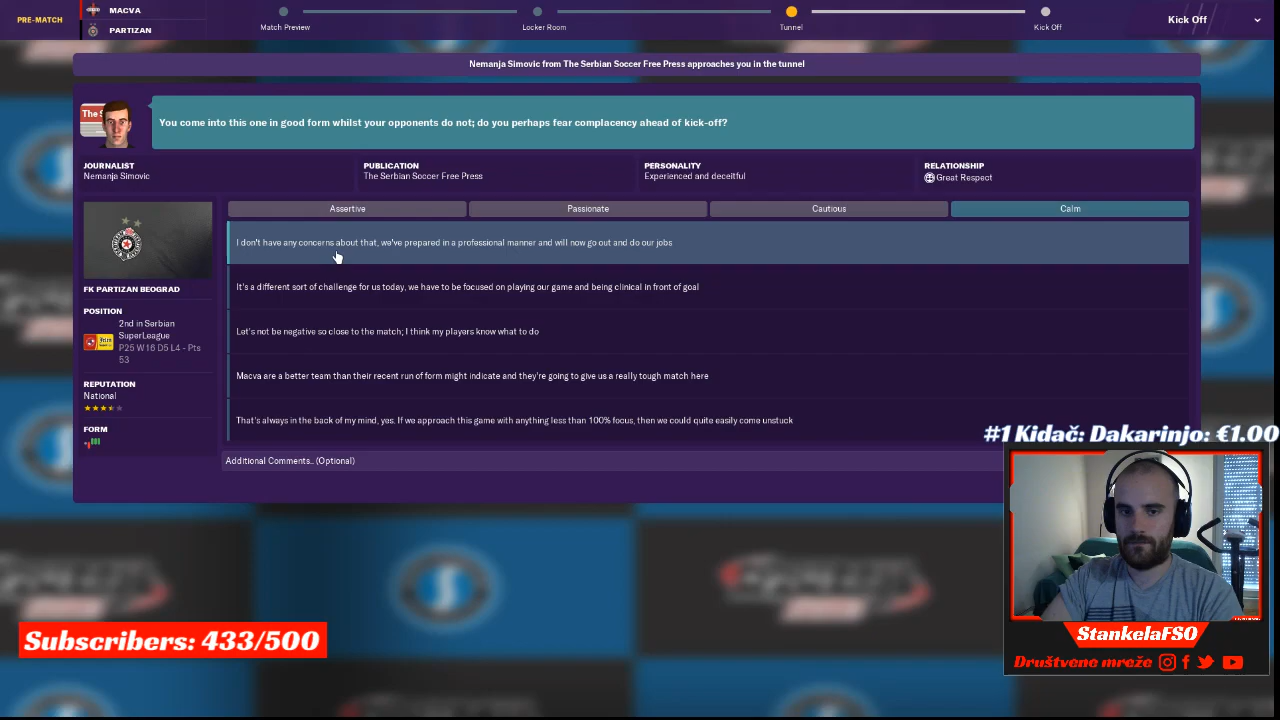 PRE-MATCH
MACVA
PARTIZAN
Match Preview
Locker Room
Tunnel
Kick Off
Kick Off
Nemanja Simovic from The Serbian Soccer Free Press approaches you in the tunnel
The S
You come into this one in good form whilst your opponents do not; do you perhaps fear complacency ahead of kick-off?
JOURNALIST
Nemanja Simovic
PUBLICATION
The Serbian Soccer Free Press
PERSONALITY
Experienced and deceitful
RELATIONSHIP
Great Respect
Assertive
Passionate
Cautious
Calm
I don't have any concerns about that, we've prepared in a professional manner and will now go out and do our jobs
It's a different sort of challenge for us today, we have to be focused on playing our game and being clinical in front of goal
Let's not be negative so close to the match; I think my players know what to do
Macva are a better team than their recent run of form might indicate and they're going to give us a really tough match here
That's always in the back of my mind, yes. If we approach this game with anything less than 100% focus, then we could quite easily come unstuck
Additional Comments.. (Optional)
FK PARTIZAN BEOGRAD
POSITION
2nd in Serbian
SuperLeague
P25 W16 D5 L4 - Pts
53
REPUTATION
National
FORM
#1 Kidač: Dakarinjo: €1.00
Subscribers: 433/500
StankelaFSO
Društvene mreže